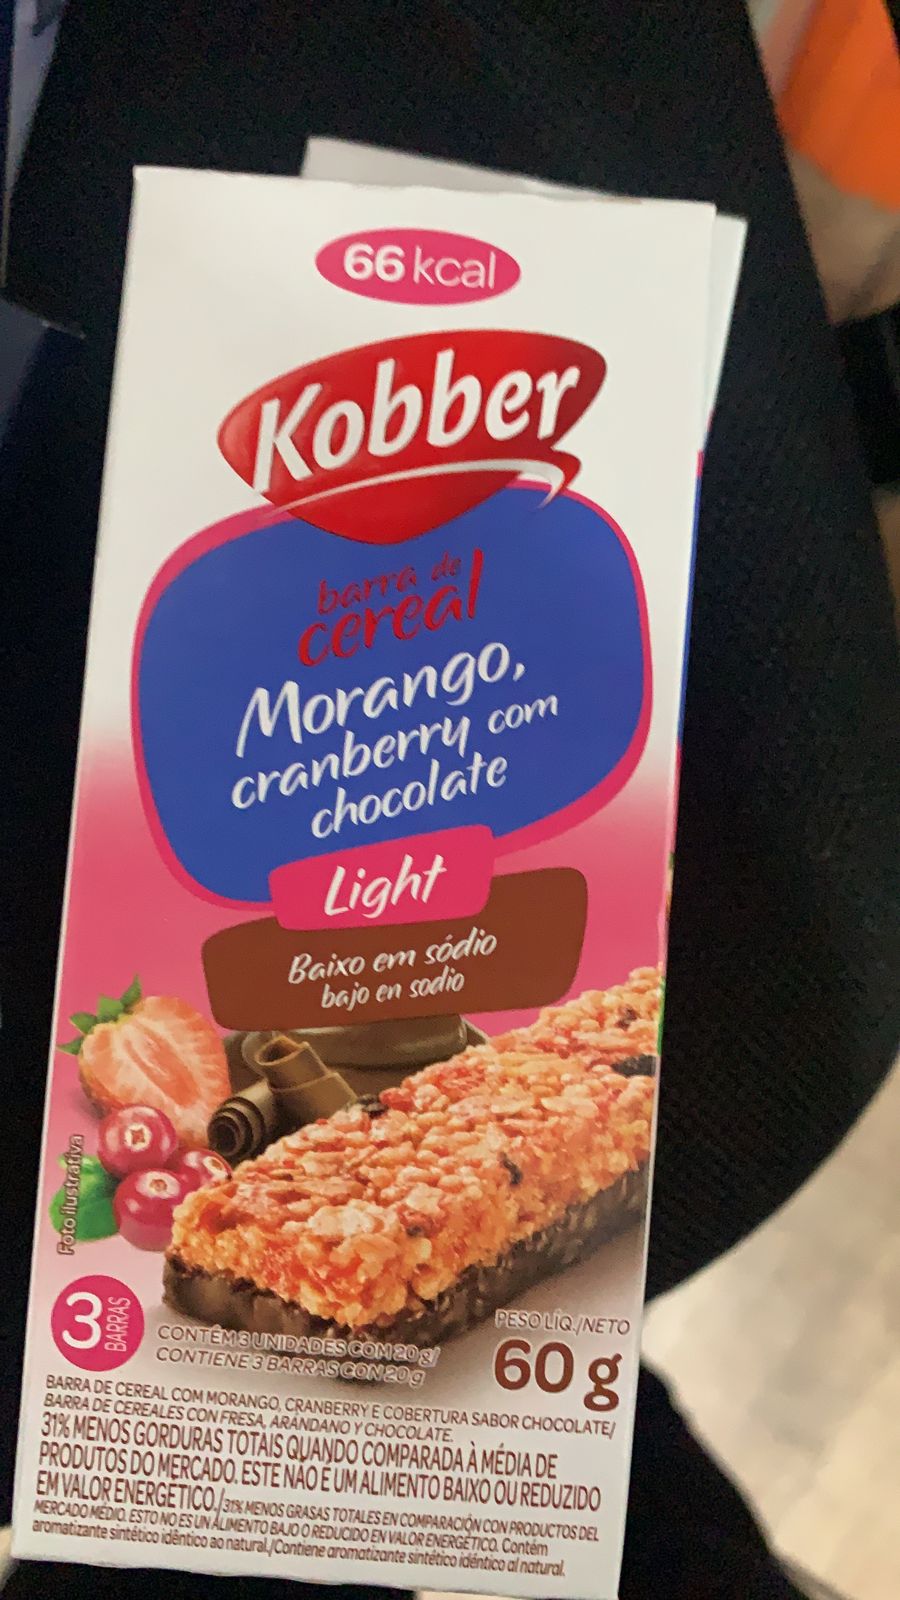 66 kcal
Kobber
barra de
cereal
Morango,
cranberry com
chocolate
Light
Baixo em sódio
bajo en sodio
Foto ilustrativa
3
BARRAS
CONTÉM 3 UNIDADES COM 20 g/
CONTIENE 3 BARRAS CON 20 g
PESO LÍQ./NETO
60 g
BARRA DE CEREAL COM MORANGO, CRANBERRY E COBERTURA SABOR CHOCOLATE/
BARRA DE CEREALES CON FRESA, ARÁNDANO Y CHOCOLATE.
31% MENOS GORDURAS TOTAIS QUANDO COMPARADA À MÉDIA DE
PRODUTOS DO MERCADO. ESTE NÃO É UM ALIMENTO BAIXO OU REDUZIDO
EM VALOR ENERGÉTICO./31% MENOS GRASAS TOTALES EN COMPARACIÓN CON PRODUCTOS DEL
MERCADO MEDIO. ESTO NO ES UN ALIMENTO BAJO O REDUCIDO EN VALOR ENERGÉTICO. Contém
aromatizante sintético idêntico ao natural./Contiene aromatizante sintético idéntico al natural.